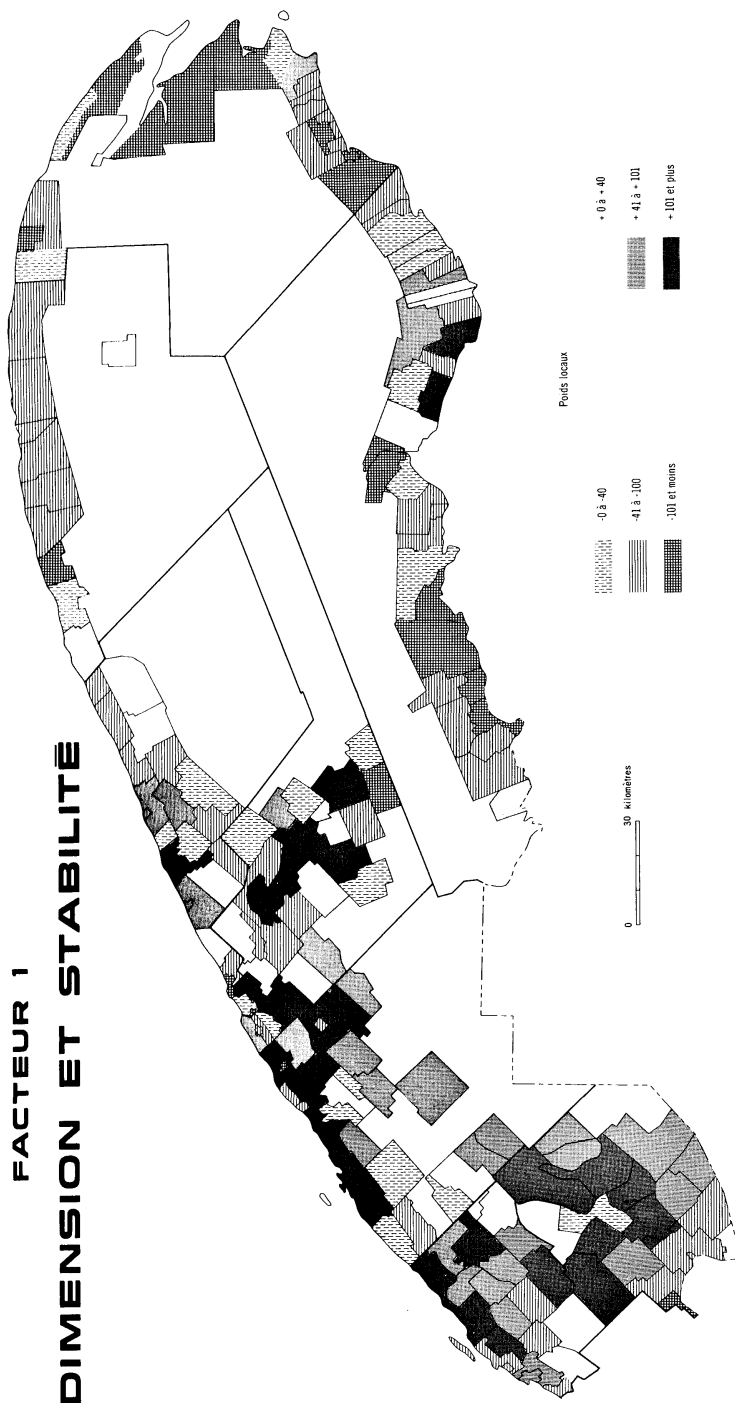 FACTEUR 1
DIMENSION ET STABILITÉ
Poids locaux
-0 à -40
-41 à -100
-101 et moins
+ 0 à + 40
+ 41 à + 101
+ 101 et plus
0 30 kilomètres